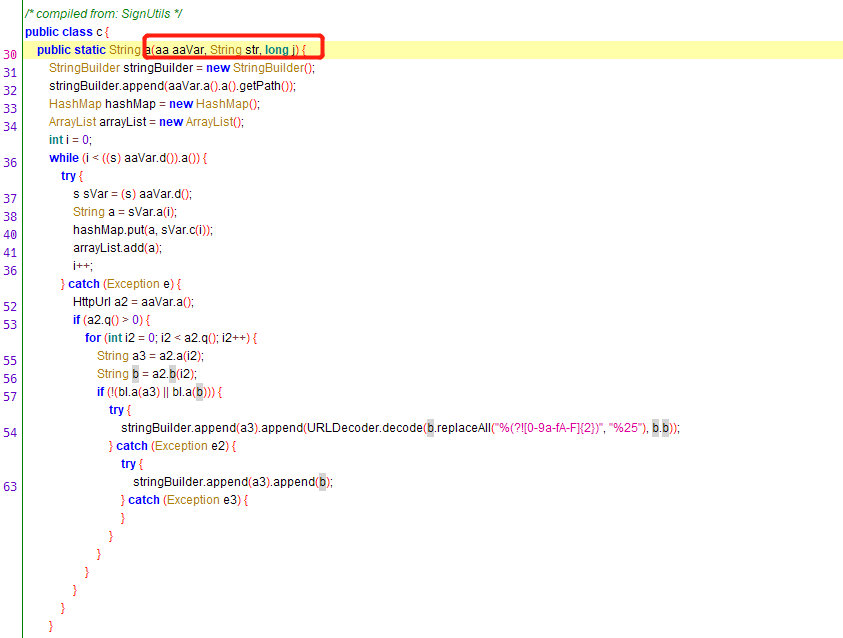 /* compiled from: SignUtils */
public class c {
30 public static String a(aa aaVar, String str, long j) {
31 StringBuilder stringBuilder = new StringBuilder();
32 stringBuilder.append(aaVar.a().a().getPath());
33 HashMap hashMap = new HashMap();
34 ArrayList arrayList = new ArrayList();
int i = 0;
36 while (i < ((s) aaVar.d()).a()) {
try {
37 s sVar = (s) aaVar.d();
38 String a = sVar.a(i);
40 hashMap.put(a, sVar.c(i));
41 arrayList.add(a);
36 i++;
} catch (Exception e) {
52 HttpUrl a2 = aaVar.a();
53 if (a2.q() > 0) {
for (int i2 = 0; i2 < a2.q(); i2++) {
55 String a3 = a2.a(i2);
56 String b = a2.b(i2);
57 if (!(bl.a(a3) || bl.a(b))) {
try {
54 stringBuilder.append(a3).append(URLDecoder.decode(b.replaceAll("%(?![0-9a-fA-F]{2})", "%25"), b.b));
} catch (Exception e2) {
try {
63 stringBuilder.append(a3).append(b);
} catch (Exception e3) {
}
}
}
}
}
}
}